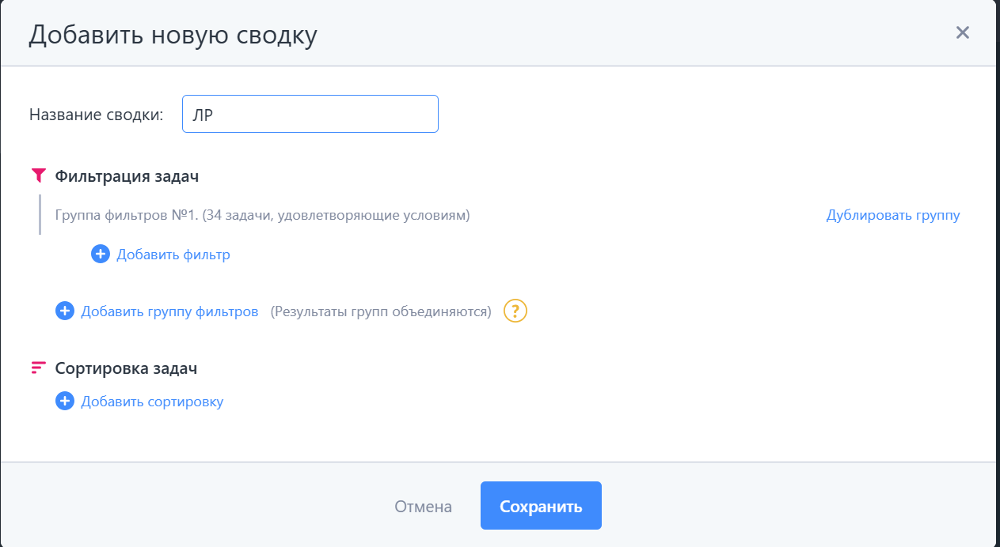 Добавить новую сводку
Название сводки: ЛР
Фильтрация задач
Группа фильтров №1. (34 задачи, удовлетворяющие условиям) Дублировать группу
Добавить фильтр
Добавить группу фильтров (Результаты групп объединяются) ?
Сортировка задач
Добавить сортировку
Отмена Сохранить